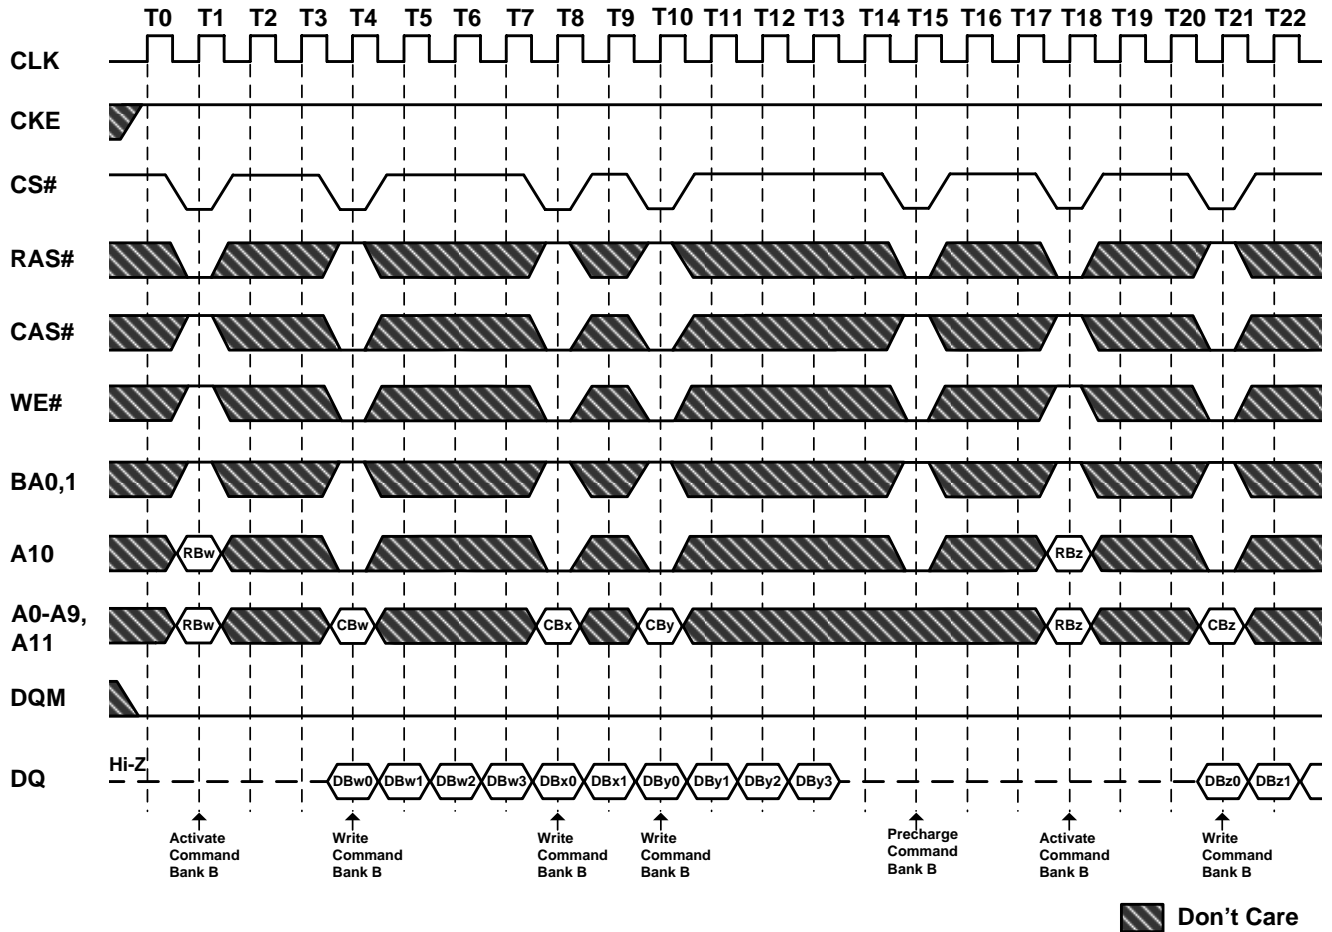 T0 T1 T2 T3 T4 T5 T6 T7 T8 T9 T10 T11 T12 T13 T14 T15 T16 T17 T18 T19 T20 T21 T22
CLK
CKE
CS#
RAS#
CAS#
WE#
BA0,1
A10 RBw RBz
A0-A9,
A11
RBw CBw CBx CBy RBz CBz
DQM
Hi-Z
DQ DBw0 DBw1 DBw2 DBw3 DBx0 DBx1 DBy0 DBy1 DBy2 DBy3 DBz0 DBz1
Activate
Command
Bank B
Write
Command
Bank B
Write
Command
Bank B
Write
Command
Bank B
Precharge
Command
Bank B
Activate
Command
Bank B
Write
Command
Bank B
Don't Care